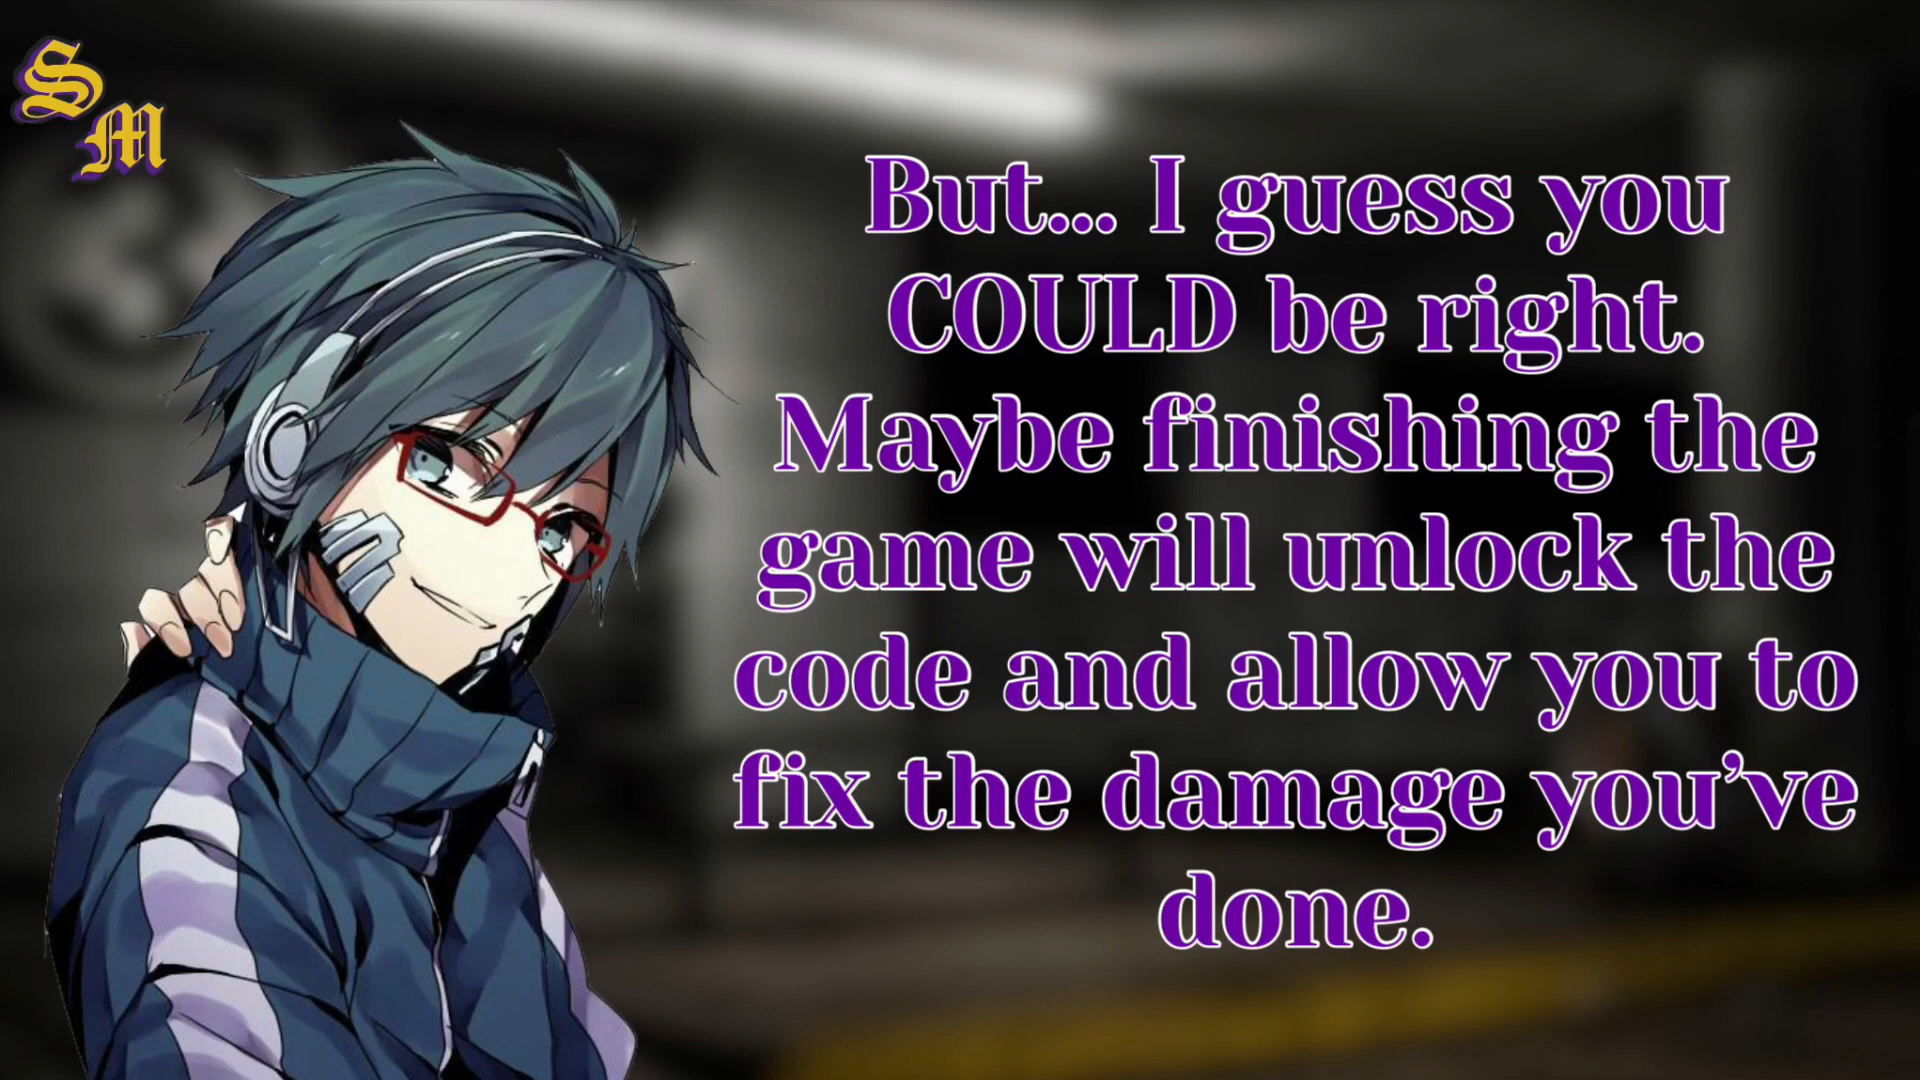 S
M
But... I guess you
COULD be right.
Maybe finishing the
game will unlock the
code and allow you to
fix the damage you’ve
done.